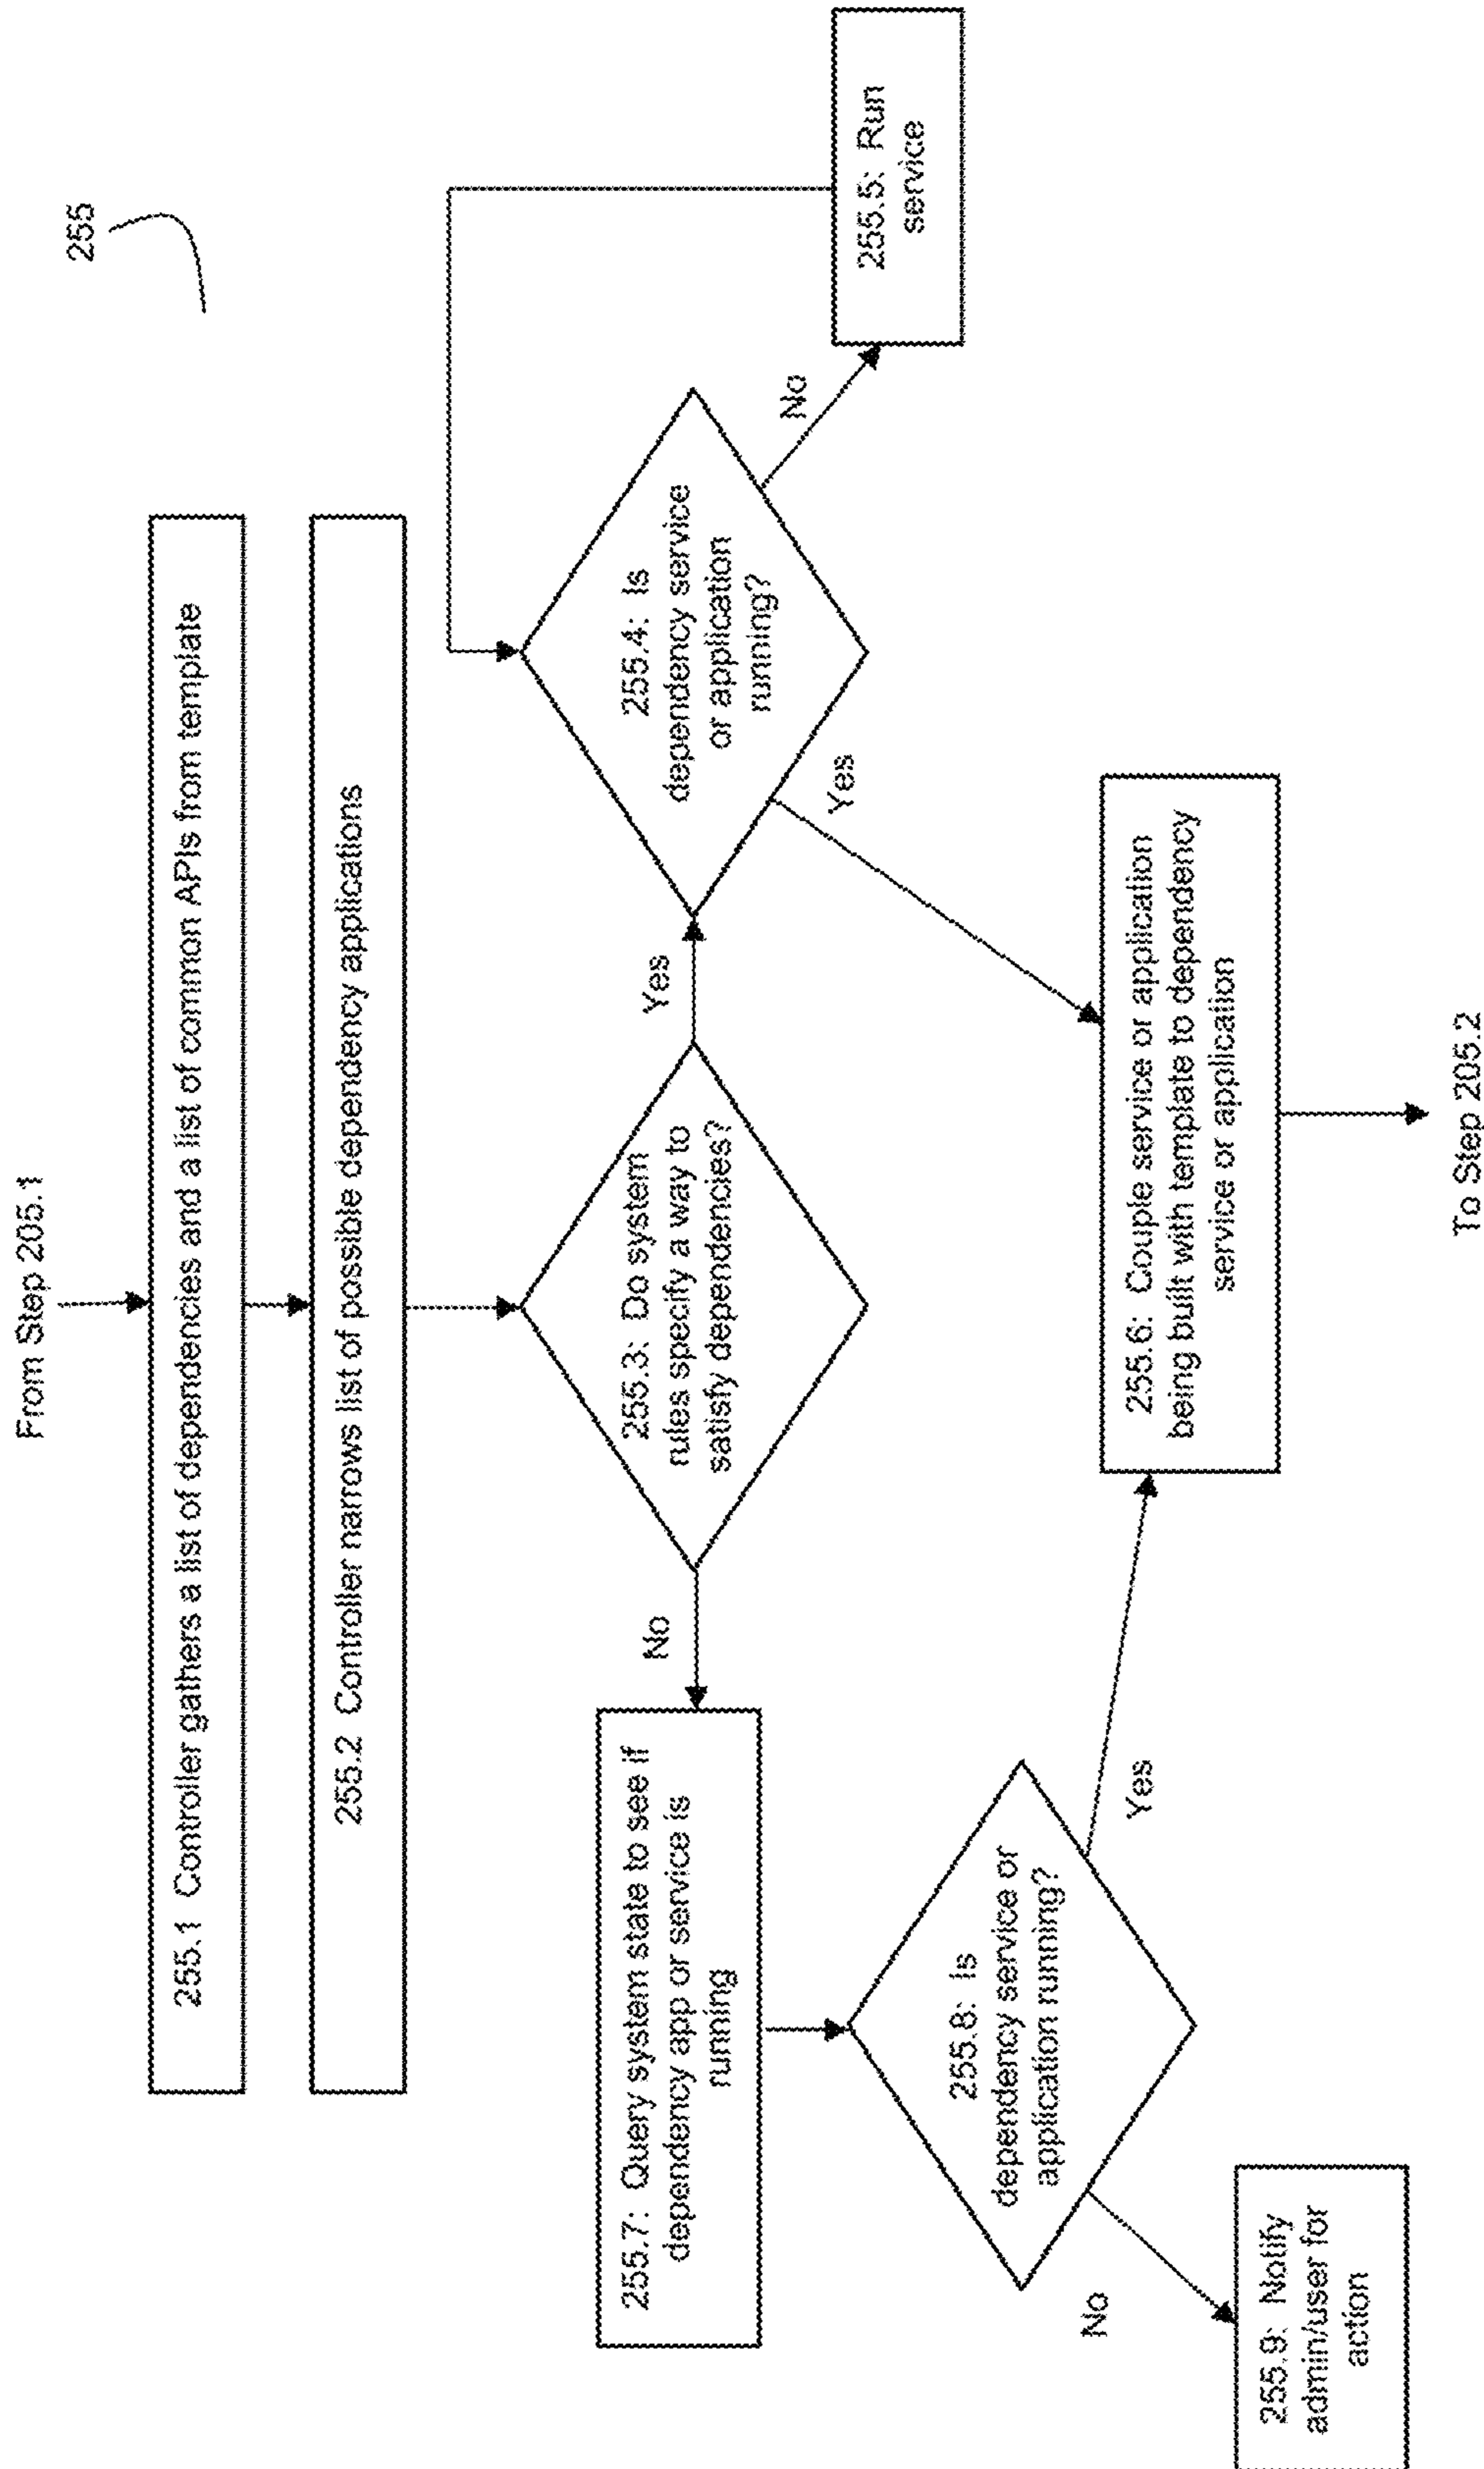 255
From Step 205.1
255.1 Controller gathers a list of dependencies and a list of common APIs from template
255.2 Controller narrows list of possible dependency applications
255.3: Do system
rules specify a way to
satisfy dependencies?
Yes
No
255.4: Is
dependency service
or application
running?
No
Yes
255.5: Run
service
255.7: Query system state to see if
dependency app or service is
running
255.8: Is
dependency service or
application running?
Yes
No
255.6: Couple service or application
being built with template to dependency
service or application
255.9: Notify
admin/user for
action
To Step 205.2